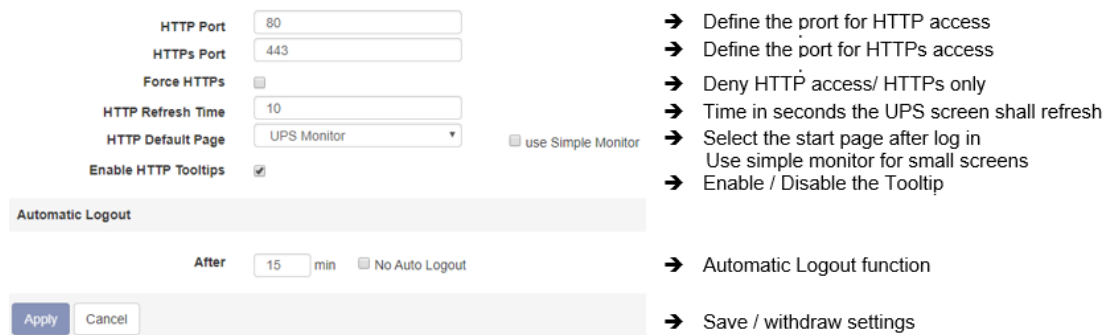 HTTP Port 80 ➔ Define the prort for HTTP access
HTTPs Port 443 ➔ Define the port for HTTPs access
Force HTTPs ➔ Deny HTTP access/ HTTPs only
HTTP Refresh Time 10 ➔ Time in seconds the UPS screen shall refresh
HTTP Default Page UPS Monitor use Simple Monitor ➔ Select the start page after log in
Use simple monitor for small screens
Enable HTTP Tooltips ➔ Enable / Disable the Tooltip
Automatic Logout
After 15 min No Auto Logout ➔ Automatic Logout function
Apply Cancel ➔ Save / withdraw settings